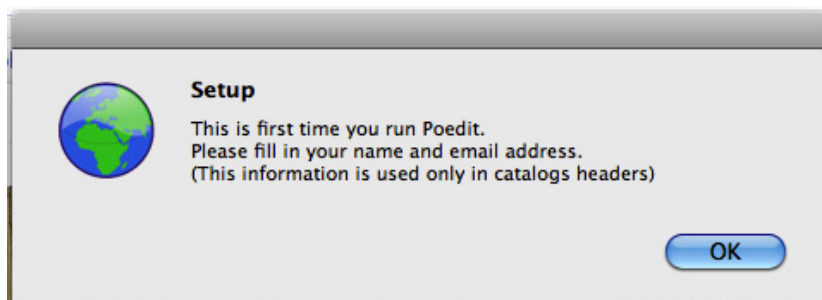 Setup
This is first time you run Poedit.
Please fill in your name and email address.
(This information is used only in catalogs headers)
OK